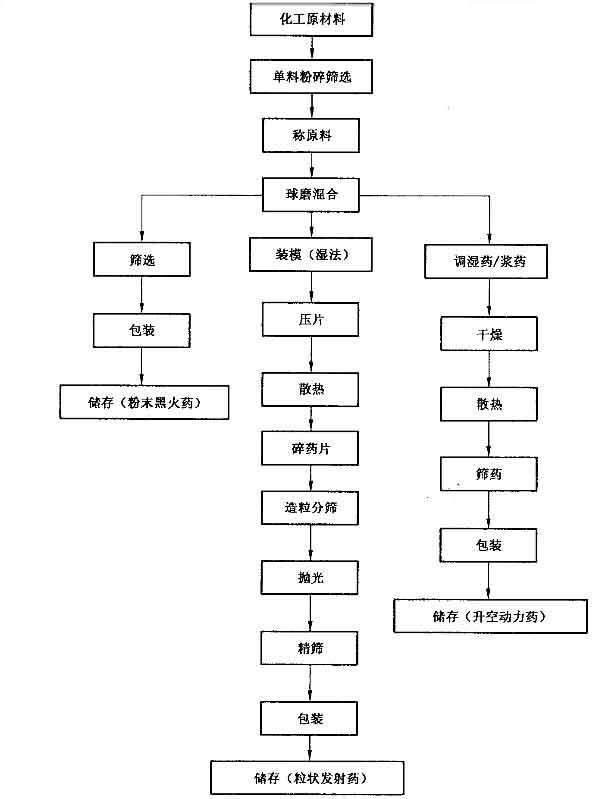 化工原材料
单料粉碎筛选
称原料
球磨混合
筛选
包装
储存（粉末黑火药）
装模（湿法）
压片
散热
碎药片
造粒分筛
抛光
精筛
包装
储存（粒状发射药）
调湿药/浆药
干燥
散热
筛药
包装
储存（升空动力药）